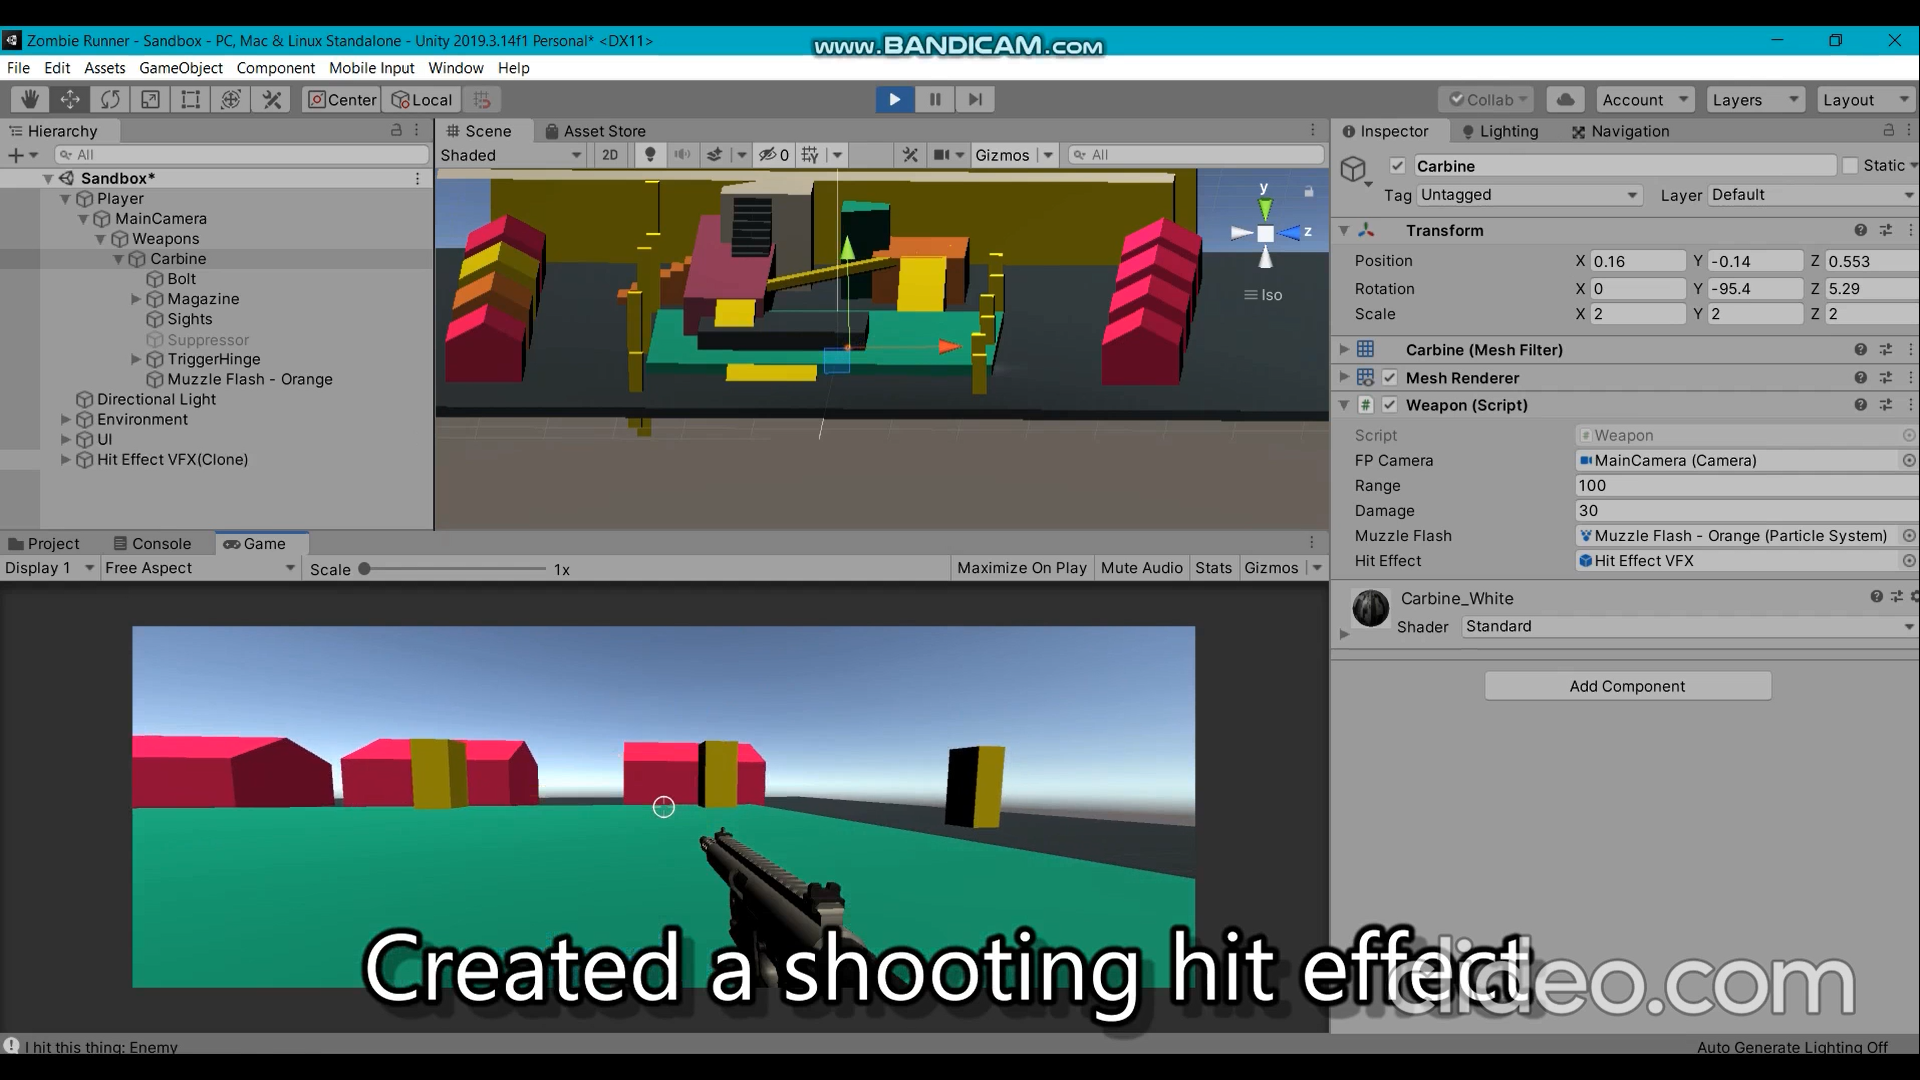 Zombie Runner - Sandbox - PC, Mac & Linux Standalone - Unity 2019.3.14f1 Personal* <DX11>
www.BANDICAM.com
File Edit Assets GameObject Component Mobile Input Window Help
Center Local Collab Account Layers Layout
Hierarchy
All
Sandbox*
Player
MainCamera
Weapons
Carbine
Bolt
Magazine
Sights
Suppressor
TriggerHinge
Muzzle Flash - Orange
Directional Light
Environment
UI
Hit Effect VFX(Clone)
Scene Asset Store
Shaded 2D 0 Gizmos All
y
z
Iso
Inspector Lighting Navigation
Carbine Static
Tag Untagged Layer Default
Transform
Position X 0.16 Y -0.14 Z 0.553
Rotation X 0 Y -95.4 Z 5.29
Scale X 2 Y 2 Z 2
Carbine (Mesh Filter)
Mesh Renderer
Weapon (Script)
Script Weapon
FP Camera MainCamera (Camera)
Range 100
Damage 30
Muzzle Flash Muzzle Flash - Orange (Particle System)
Hit Effect Hit Effect VFX
Carbine_White
Shader Standard
Add Component
Project Console Game
Display 1 Free Aspect Scale 1x Maximize On Play Mute Audio Stats Gizmos
Created a shooting hit effect
clideo.com
I hit this thing: Enemy
Auto Generate Lighting Off